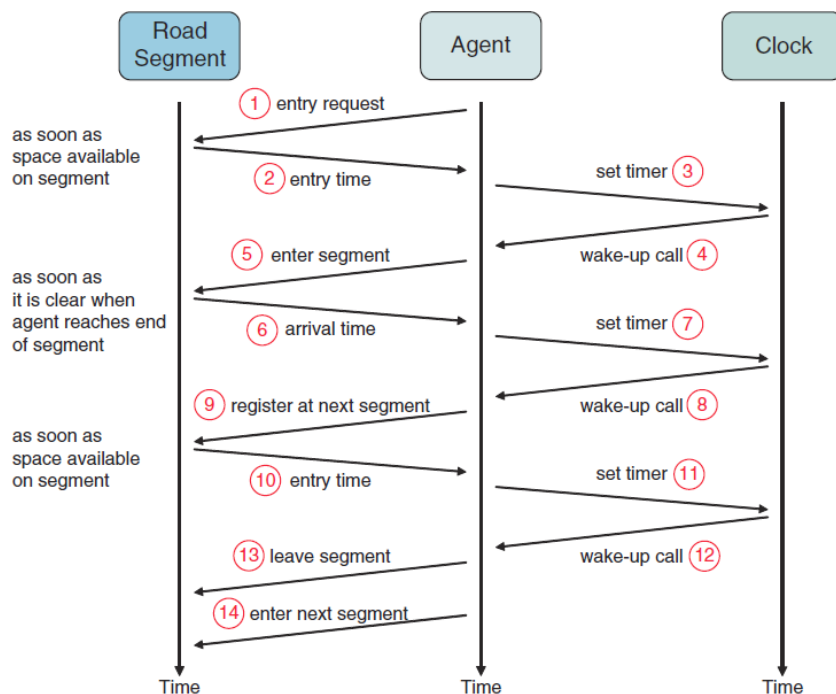 Road
Segment
Agent
Clock
1 entry request
as soon as
space available
on segment
2 entry time
set timer 3
5 enter segment
wake-up call 4
as soon as
it is clear when
agent reaches end
of segment
6 arrival time
set timer 7
9 register at next segment
wake-up call 8
as soon as
space available
on segment
10 entry time
set timer 11
13 leave segment
wake-up call 12
14 enter next segment
Time
Time
Time